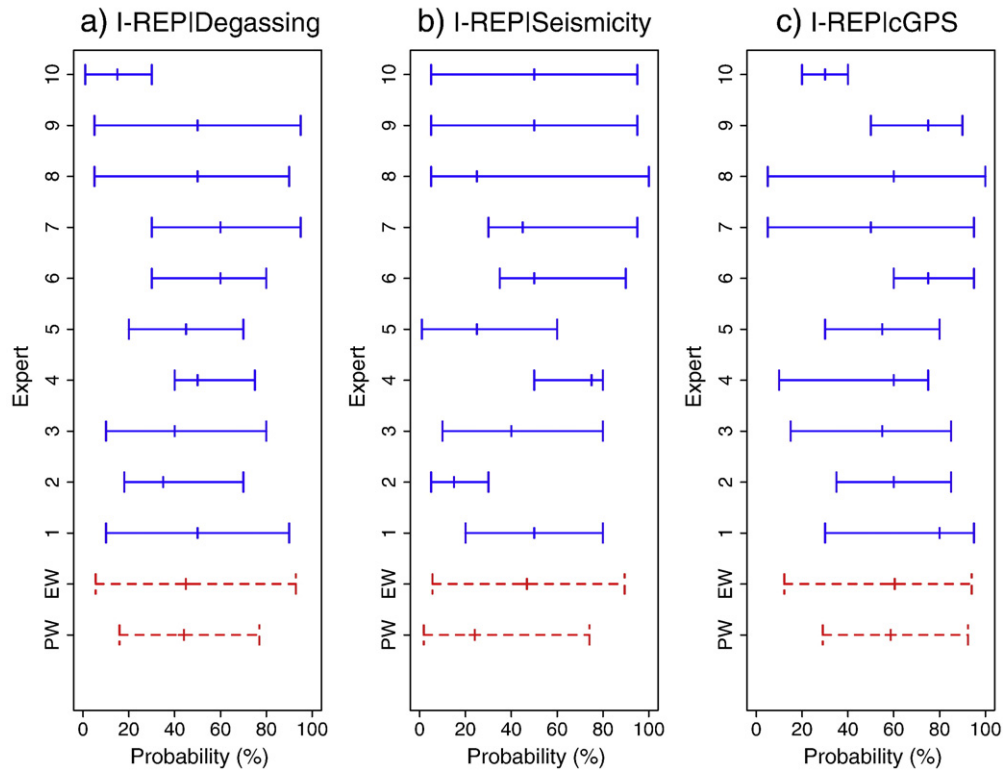 a) I-REP|Degassing
b) I-REP|Seismicity
c) I-REP|cGPS
Expert
10
9
8
7
6
5
4
3
2
1
EW
PW
0 20 40 60 80 100
Probability (%)
Expert
10
9
8
7
6
5
4
3
2
1
EW
PW
0 20 40 60 80 100
Probability (%)
Expert
10
9
8
7
6
5
4
3
2
1
EW
PW
0 20 40 60 80 100
Probability (%)